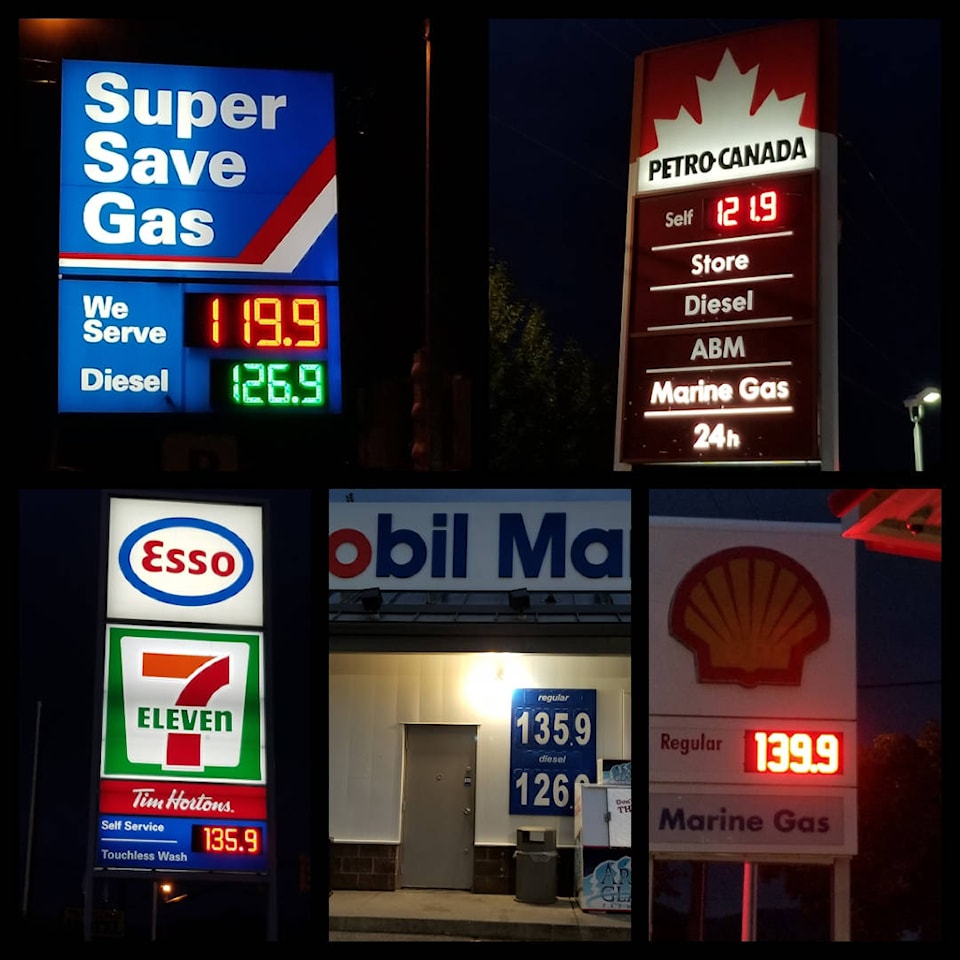 Super
Save
Gas
We
Serve
119.9
Diesel
126.9
PETRO-CANADA
Self 121.9
Store
Diesel
ABM
Marine Gas
24h
Esso
7
ELEVEN
Tim Hortons
Self Service
135.9
Touchless Wash
obil Ma
regular
135.9
diesel
126.
Regular 139.9
Marine Gas